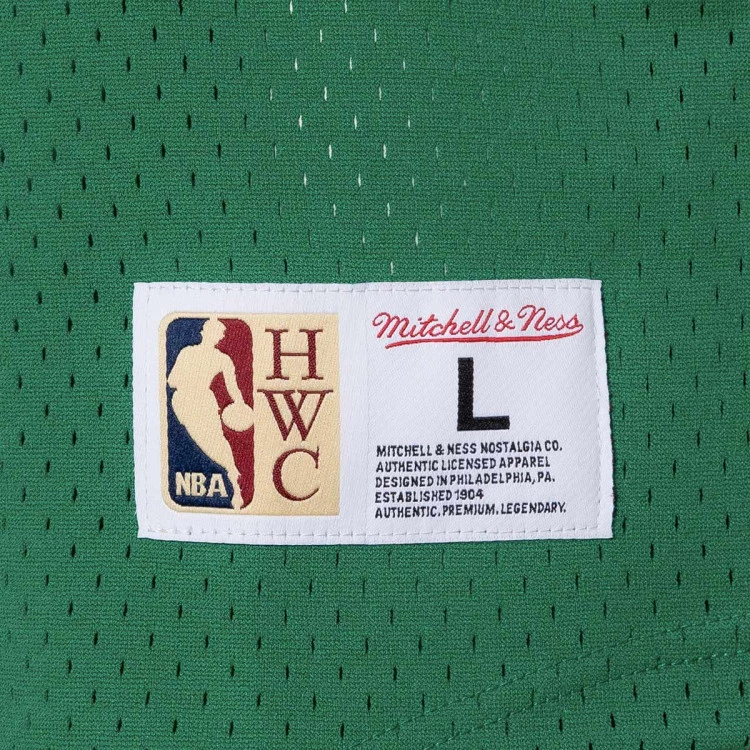 NBA
H
W
C
Mitchell & Ness
L
MITCHELL & NESS NOSTALGIA CO.
AUTHENTIC LICENSED APPAREL
DESIGNED IN PHILADELPHIA, PA.
ESTABLISHED 1904
AUTHENTIC. PREMIUM. LEGENDARY.